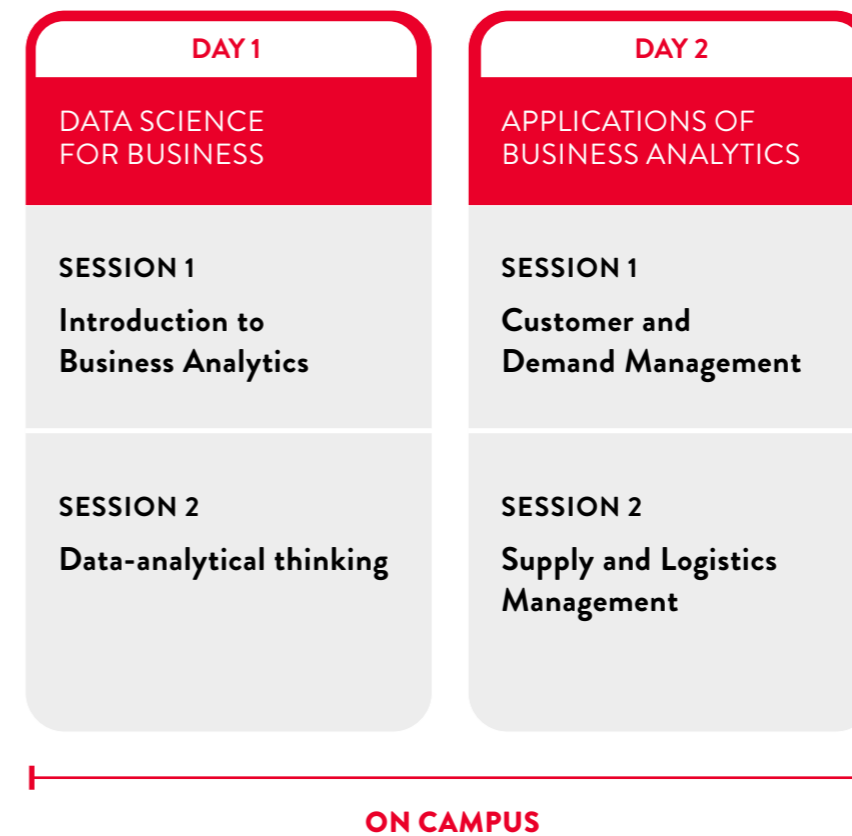 DAY 1
DATA SCIENCE
FOR BUSINESS
SESSION 1
Introduction to
Business Analytics
SESSION 2
Data-analytical thinking
DAY 2
APPLICATIONS OF
BUSINESS ANALYTICS
SESSION 1
Customer and
Demand Management
SESSION 2
Supply and Logistics
Management
ON CAMPUS